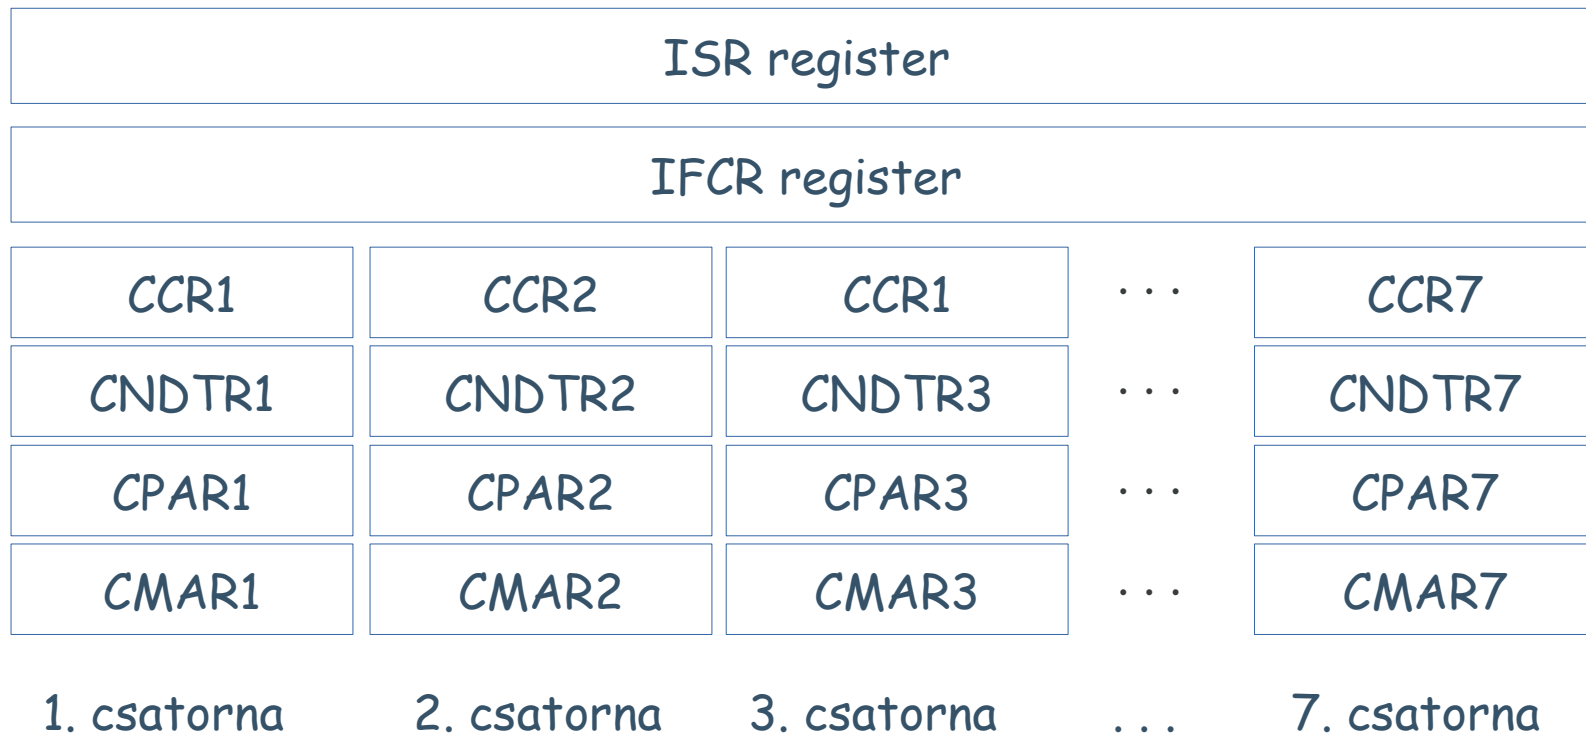 ISR register
IFCR register
CCR1 CCR2 CCR1 . . . CCR7
CNDTR1 CNDTR2 CNDTR3 . . . CNDTR7
CPAR1 CPAR2 CPAR3 . . . CPAR7
CMAR1 CMAR2 CMAR3 . . . CMAR7
1. csatorna 2. csatorna 3. csatorna . . . 7. csatorna